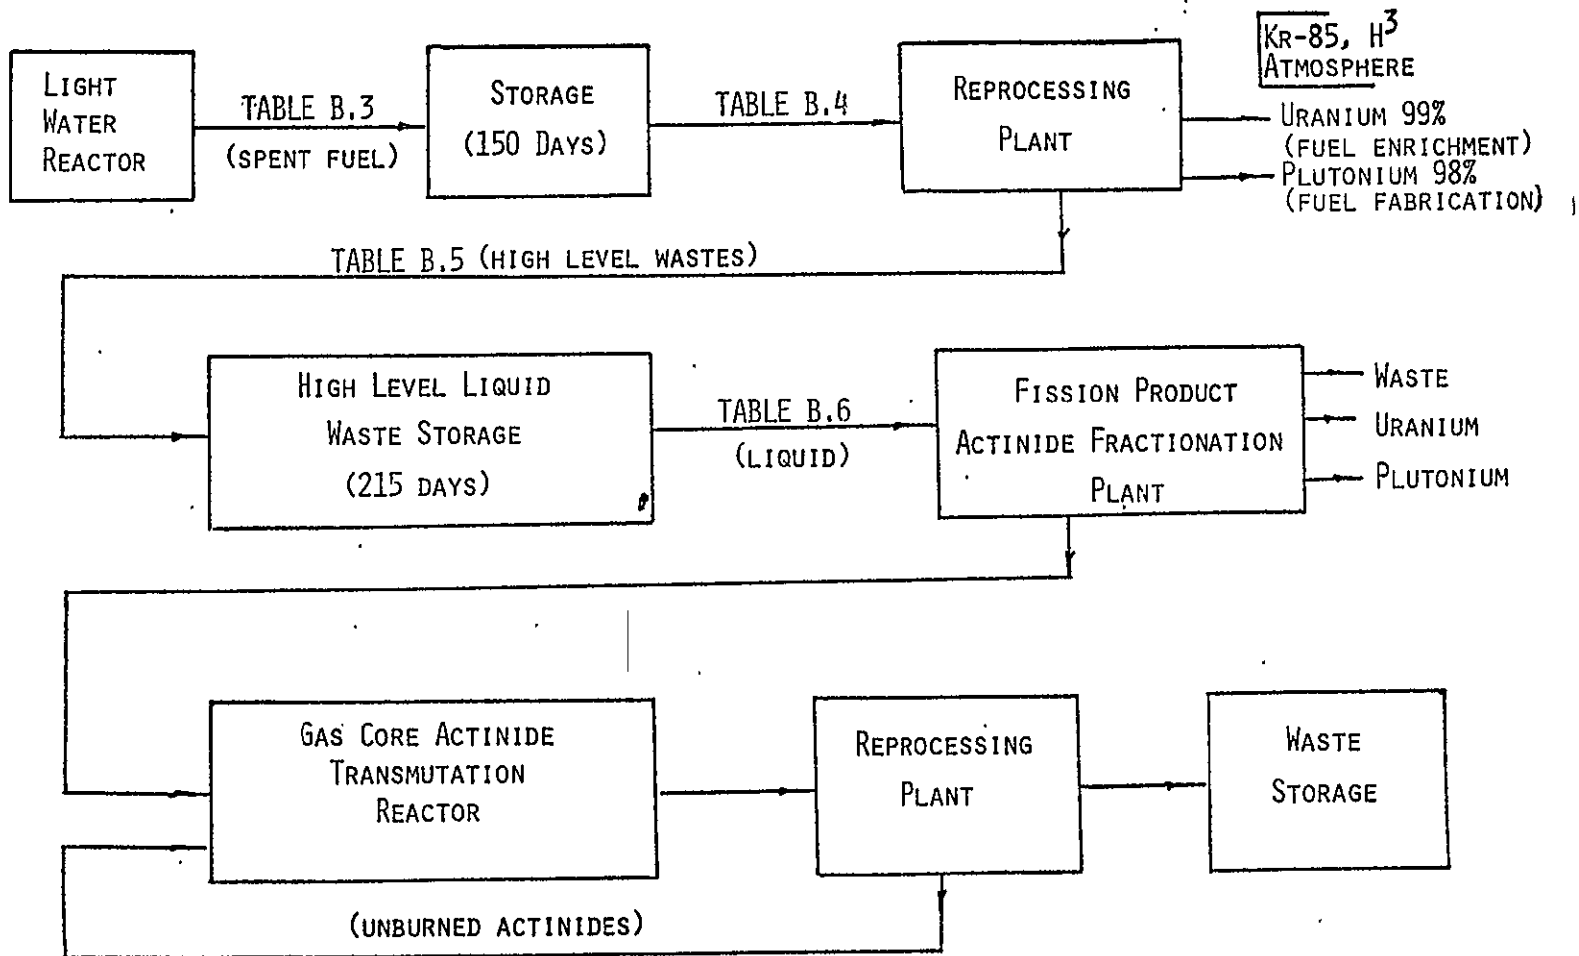 LIGHT
WATER
REACTOR
TABLE B.3
(SPENT FUEL)
STORAGE
(150 DAYS)
TABLE B.4
REPROCESSING
PLANT
KR-85, H³
ATMOSPHERE
URANIUM 99%
(FUEL ENRICHMENT)
PLUTONIUM 98%
(FUEL FABRICATION)
TABLE B.5 (HIGH LEVEL WASTES)
HIGH LEVEL LIQUID
WASTE STORAGE
(215 DAYS)
TABLE B.6
(LIQUID)
FISSION PRODUCT
ACTINIDE FRACTIONATION
PLANT
WASTE
URANIUM
PLUTONIUM
GAS CORE ACTINIDE
TRANSMUTATION
REACTOR
REPROCESSING
PLANT
WASTE
STORAGE
(UNBURNED ACTINIDES)